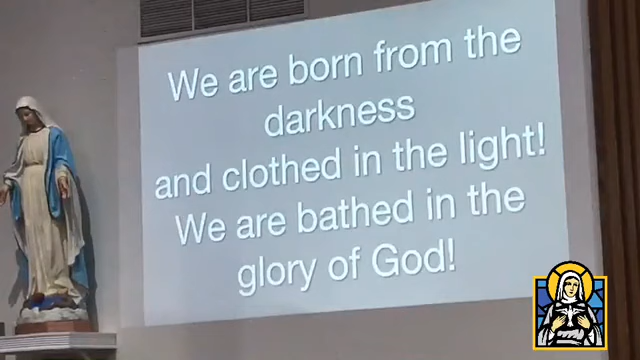 We are born from the
darkness
and clothed in the light!
We are bathed in the
glory of God!